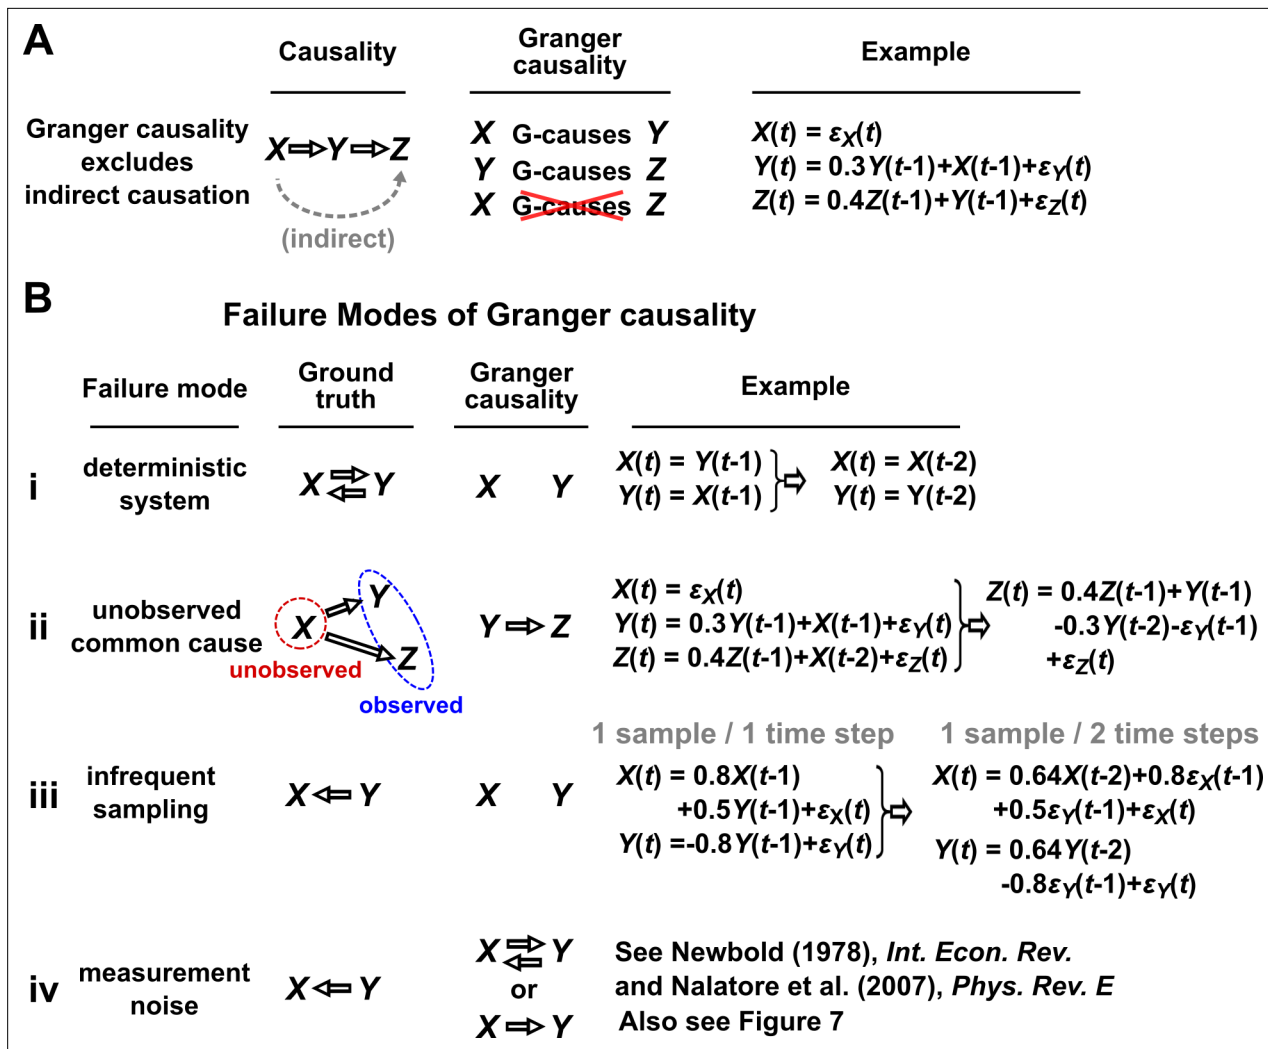 A
Causality
Granger
causality
Example
Granger causality
excludes
indirect causation
X⇒Y⇒Z
(indirect)
X G-causes Y
Y G-causes Z
X G-causes Z
X(t) = εX(t)
Y(t) = 0.3Y(t-1)+X(t-1)+εY(t)
Z(t) = 0.4Z(t-1)+Y(t-1)+εZ(t)
B
Failure Modes of Granger causality
Failure mode
Ground
truth
Granger
causality
Example
i
deterministic
system
X Y
X Y
X(t) = Y(t-1)
Y(t) = X(t-1)
X(t) = X(t-2)
Y(t) = Y(t-2)
ii
unobserved
common cause
X
Y
Z
unobserved
observed
Y⇒Z
X(t) = εX(t)
Y(t) = 0.3Y(t-1)+X(t-1)+εY(t)
Z(t) = 0.4Z(t-1)+X(t-2)+εZ(t)
Z(t) = 0.4Z(t-1)+Y(t-1)
-0.3Y(t-2)-εY(t-1)
+εZ(t)
1 sample / 1 time step
1 sample / 2 time steps
iii
infrequent
sampling
X⇐Y
X Y
X(t) = 0.8X(t-1)
+0.5Y(t-1)+εX(t)
Y(t) =-0.8Y(t-1)+εY(t)
X(t) = 0.64X(t-2)+0.8εX(t-1)
+0.5εY(t-1)+εX(t)
Y(t) = 0.64Y(t-2)
-0.8εY(t-1)+εY(t)
iv
measurement
noise
X⇐Y
X Y
or
X⇒Y
See Newbold (1978), Int. Econ. Rev.
and Nalatore et al. (2007), Phys. Rev. E
Also see Figure 7